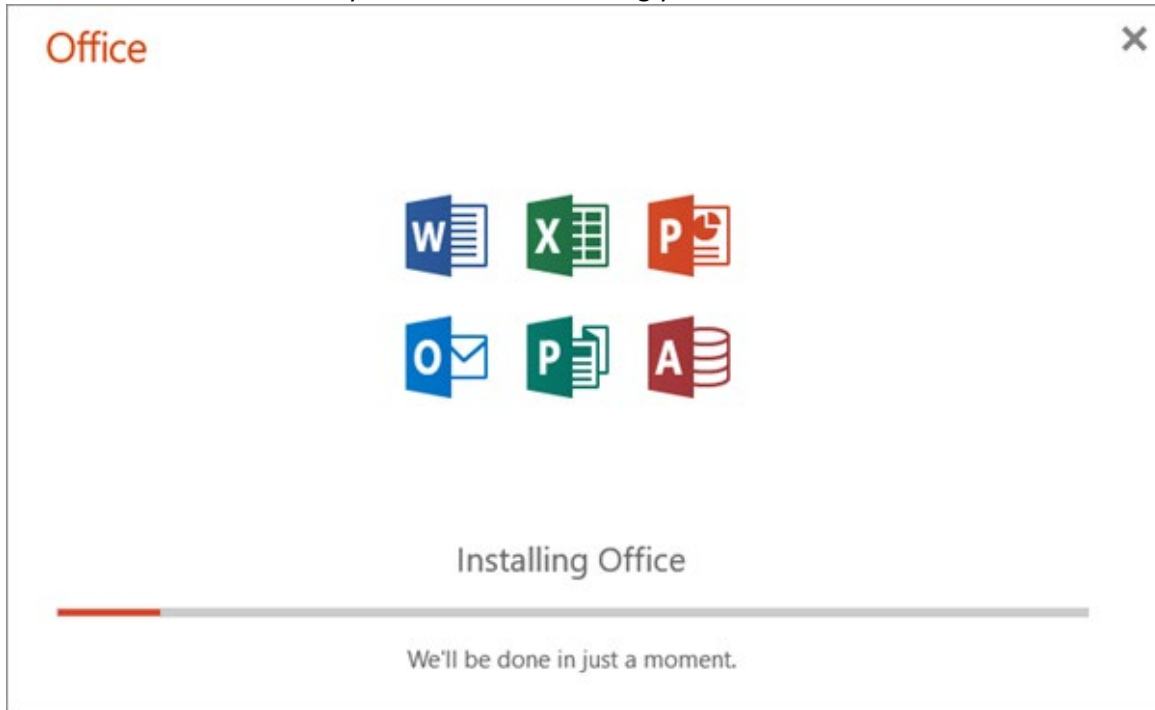 Office
W X P
O P A
Installing Office
We'll be done in just a moment.